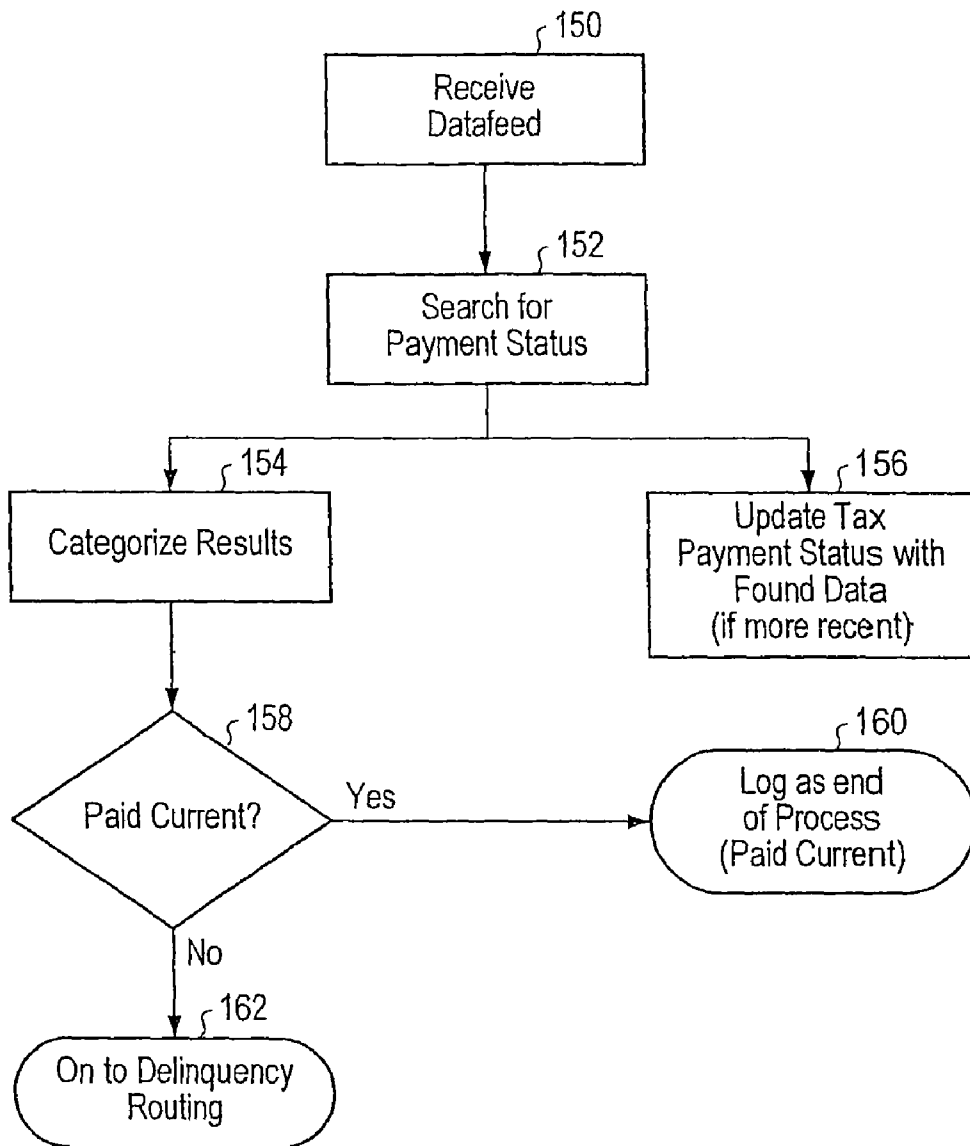 150
Receive
Datafeed
152
Search for
Payment Status
154
Categorize Results
156
Update Tax
Payment Status with
Found Data
(if more recent)
158
Paid Current?
Yes
160
Log as end
of Process
(Paid Current)
No
162
On to Delinquency
Routing